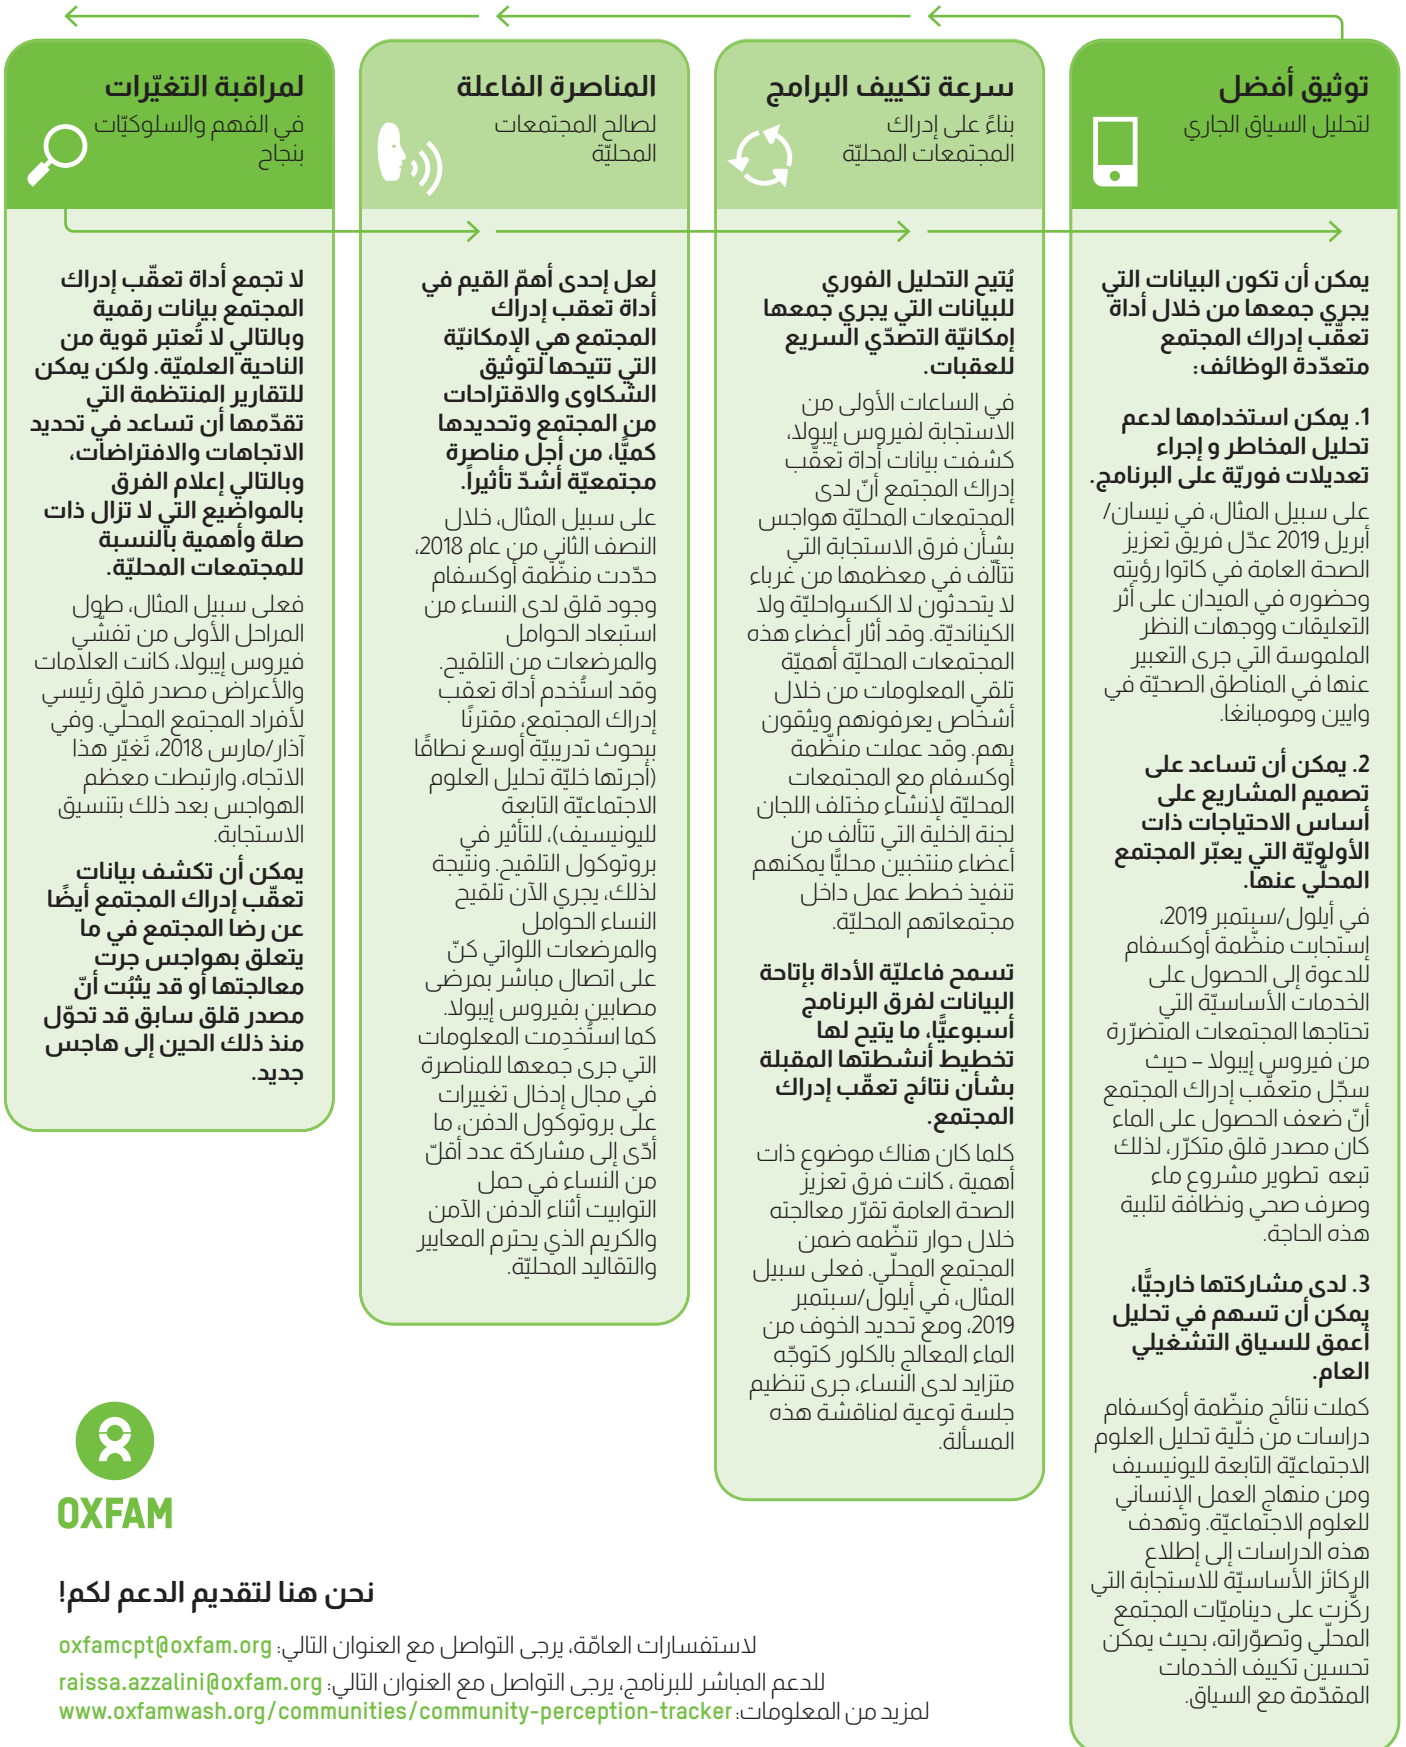 توثيق أفضل
لتحليل السياق الجاري
يمكن أن تكون البيانات التي
يجري جمعها من خلال أداة
تعقّب إدراك المجتمع
متعدّدة الوظائف:
1. يمكن استخدامها لدعم
تحليل المخاطر و إجراء
تعديلات فوريّة على البرنامج.
على سبيل المثال، في نيسان/
أبريل 2019 عدّل فريق تعزيز
الصحة العامة في كاتوا رؤيته
وحضوره في الميدان على أثر
التعليقات ووجهات النظر
الملموسة التي جرى التعبير
عنها في المناطق الصحيّة في
وايين ومومبانغا.
2. يمكن أن تساعد على
تصميم المشاريع على
أساس الاحتياجات ذات
الأولويّة التي يعبّر المجتمع
المحلّي عنها.
في أيلول/سبتمبر 2019،
إستجابت منظّمة أوكسفام
للدعوة إلى الحصول على
الخدمات الأساسيّة التي
تحتاجها المجتمعات المتضرّرة
من فيروس إيبولا – حيث
سجّل متعقّب إدراك المجتمع
أنّ ضعف الحصول على الماء
كان مصدر قلق متكرّر، لذلك
تبعه تطوير مشروع ماء
وصرف صحي ونظافة لتلبية
هذه الحاجة.
3. لدى مشاركتها خارجيًّا،
يمكن أن تسهم في تحليل
أعمق للسياق التشغيلي
العام.
كملت نتائج منظّمة أوكسفام
دراسات من خلّية تحليل العلوم
الاجتماعيّة التابعة لليونيسيف
ومن منهاج العمل الإنساني
للعلوم الاجتماعيّة. وتهدف
هذه الدراسات إلى إطلاع
الركائز الأساسيّة للاستجابة التي
ركّزت على ديناميّات المجتمع
المحلّي وتصوّراته، بحيث يمكن
تحسين تكييف الخدمات
المقدّمة مع السياق.
سرعة تكييف البرامج
بناءً على إدراك
المجتمعات المحليّة
يُتيح التحليل الفوري
للبيانات التي يجري جمعها
إمكانيّة التصدّي السريع
للعقبات.
في الساعات الأولى من
الاستجابة لفيروس إيبولا،
كشفت بيانات أداة تعقّب
إدراك المجتمع أنّ لدى
المجتمعات المحليّة هواجس
بشأن فرق الاستجابة التي
تتألّف في معظمها من غرباء
لا يتحدثون لا الكسواحليّة ولا
الكينانديّة. وقد أثار أعضاء هذه
المجتمعات المحليّة أهميّة
تلقي المعلومات من خلال
أشخاص يعرفونهم ويثقون
بهم. وقد عملت منظّمة
أوكسفام مع المجتمعات
المحليّة لإنشاء مختلف اللجان
لجنة الخلية التي تتألف من
أعضاء منتخبين محليًّا يمكنهم
تنفيذ خطط عمل داخل
مجتمعاتهم المحليّة.
تسمح فاعليّة الأداة بإتاحة
البيانات لفرق البرنامج
أسبوعيًّا، ما يتيح لها
تخطيط أنشطتها المقبلة
بشأن نتائج تعقّب إدراك
المجتمع.
كلما كان هناك موضوع ذات
أهمية ، كانت فرق تعزيز
الصحة العامة تقرّر معالجته
خلال حوار تنظّمه ضمن
المجتمع المحلّي. فعلى سبيل
المثال، في أيلول/سبتمبر
2019، ومع تحديد الخوف من
الماء المعالج بالكلور كتوجّه
متزايد لدى النساء، جرى تنظيم
جلسة توعية لمناقشة هذه
المسألة.
المناصرة الفاعلة
لصالح المجتمعات
المحليّة
لعل إحدى أهمّ القيم في
أداة تعقب إدراك
المجتمع هي الإمكانيّة
التي تتيحها لتوثيق
الشكاوى والاقتراحات
من المجتمع وتحديدها
كميًّا، من أجل مناصرة
مجتمعيّة أشدّ تأثيراً.
على سبيل المثال، خلال
النصف الثاني من عام 2018،
حدّدت منظّمة أوكسفام
وجود قلق لدى النساء من
استبعاد الحوامل
والمرضعات من التلقيح.
وقد استُخدم أداة تعقب
إدراك المجتمع، مقترنًا
ببحوث تدريبيّة أوسع نطاقًا
(أجرتها خليّة تحليل العلوم
الاجتماعيّة التابعة
لليونيسيف)، للتأثير في
بروتوكول التلقيح. ونتيجة
لذلك، يجري الآن تلقيح
النساء الحوامل
والمرضعات اللواتي كنّ
على اتصال مباشر بمرضى
مصابين بفيروس إيبولا.
كما استُخدِمت المعلومات
التي جرى جمعها للمناصرة
في مجال إدخال تغييرات
على بروتوكول الدفن، ما
أدّى إلى مشاركة عدد أقلّ
من النساء في حمل
التوابيت أثناء الدفن الآمن
والكريم الذي يحترم المعايير
والتقاليد المحليّة.
لمراقبة التغيّرات
في الفهم والسلوكيّات
بنجاح
لا تجمع أداة تعقّب إدراك
المجتمع بيانات رقمية
وبالتالي لا تُعتبر قوية من
الناحية العلميّة. ولكن يمكن
للتقارير المنتظمة التي
تقدّمها أن تساعد في تحديد
الاتجاهات والافتراضات،
وبالتالي إعلام الفرق
بالمواضيع التي لا تزال ذات
صلة وأهمية بالنسبة
للمجتمعات المحليّة.
فعلى سبيل المثال، طول
المراحل الأولى من تفشّي
فيروس إيبولا، كانت العلامات
والأعراض مصدر قلق رئيسي
لأفراد المجتمع المحلّي. وفي
آذار/مارس 2018، تَغيّر هذا
الاتجاه، وارتبطت معظم
الهواجس بعد ذلك بتنسيق
الاستجابة.
يمكن أن تكشف بيانات
تعقّب إدراك المجتمع أيضًا
عن رضا المجتمع في ما
يتعلق بهواجس جرت
معالجتها أو قد يثبُت أنّ
مصدر قلق سابق قد تحوّل
منذ ذلك الحين إلى هاجس
جديد.
OXFAM
نحن هنا لتقديم الدعم لكم!
لاستفسارات العامّة، يرجى التواصل مع العنوان التالي: oxfamcpt@oxfam.org
للدعم المباشر للبرنامج، يرجى التواصل مع العنوان التالي: raissa.azzalini@oxfam.org
لمزيد من المعلومات: www.oxfamwash.org/communities/community-perception-tracker